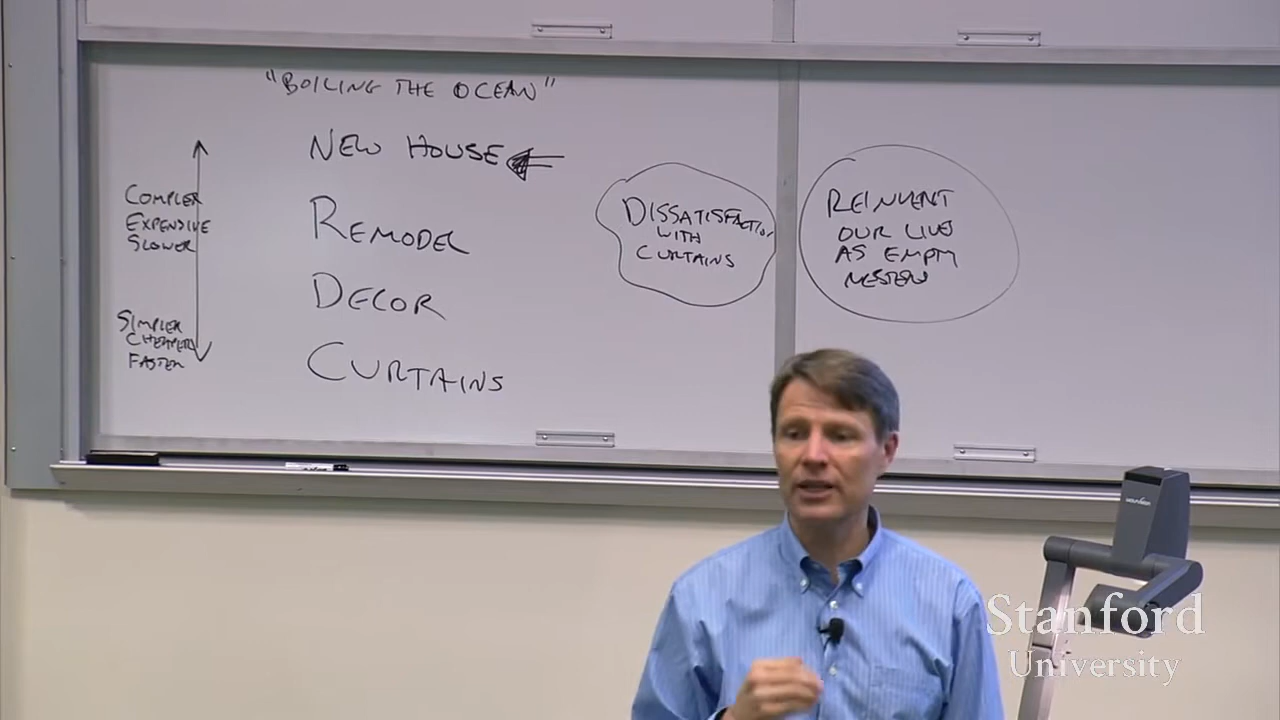 "BOILING THE OCEAN"
NEW HOUSE
COMPLEX
EXPENSIVE
SLOWER
REMODEL
DECOR
SIMPLER
CHEAPER
FASTER
CURTAINS
DISSATISFACTION
WITH
CURTAINS
REINVENT
OUR LIVES
AS EMPTY
NESTERS
Stanford
University